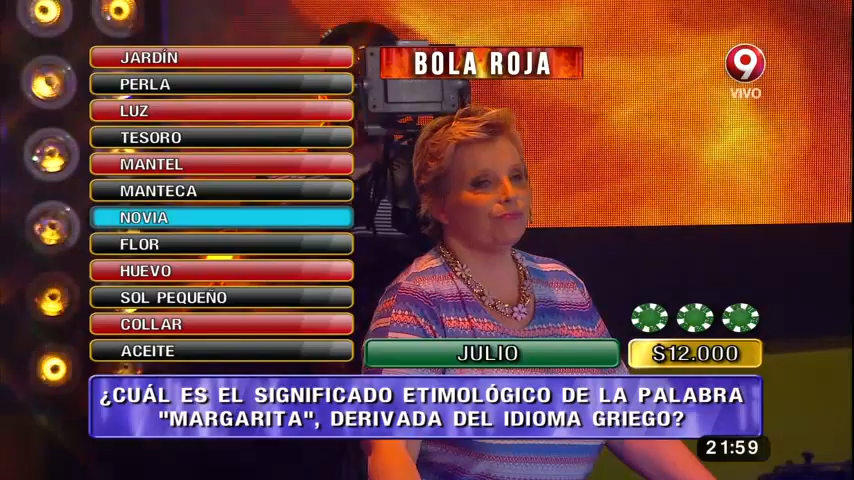 BOLA ROJA
9
VIVO
JARDÍN
PERLA
LUZ
TESORO
MANTEL
MANTECA
NOVIA
FLOR
HUEVO
SOL PEQUEÑO
COLLAR
ACEITE
JULIO
$12.000
¿CUÁL ES EL SIGNIFICADO ETIMOLÓGICO DE LA PALABRA
"MARGARITA", DERIVADA DEL IDIOMA GRIEGO?
21:59